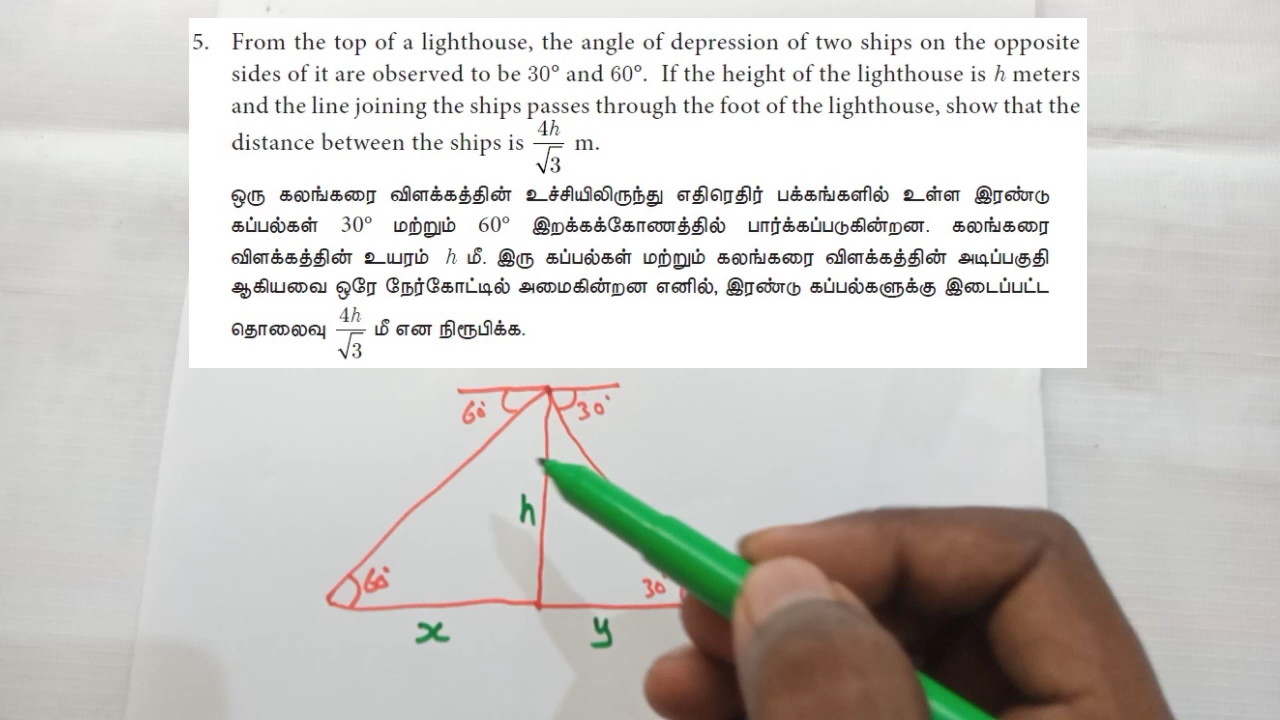 5. From the top of a lighthouse, the angle of depression of two ships on the opposite
sides of it are observed to be 30° and 60°. If the height of the lighthouse is h meters
and the line joining the ships passes through the foot of the lighthouse, show that the
distance between the ships is 4h/√3 m.
ஒரு கலங்கரை விளக்கத்தின் உச்சியிலிருந்து எதிரெதிர் பக்கங்களில் உள்ள இரண்டு
கப்பல்கள் 30° மற்றும் 60° இறக்கக்கோணத்தில் பார்க்கப்படுகின்றன. கலங்கரை
விளக்கத்தின் உயரம் h மீ. இரு கப்பல்கள் மற்றும் கலங்கரை விளக்கத்தின் அடிப்பகுதி
ஆகியவை ஒரே நேர்கோட்டில் அமைகின்றன எனில், இரண்டு கப்பல்களுக்கு இடைப்பட்ட
தொலைவு 4h/√3 மீ என நிரூபிக்க.
60° 30°
h
60° 30°
x y